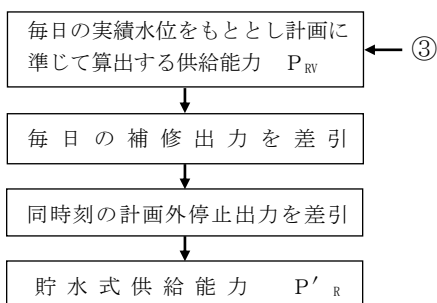 毎日の実績水位をもととし計画に
準じて算出する供給能力 P_RV
③
毎日の補修出力を差引
同時刻の計画外停止出力を差引
貯水式供給能力 P′_R